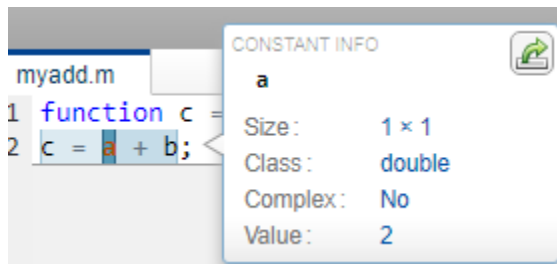 myadd.m
1 function c =
2 c = a + b;
CONSTANT INFO
a
Size: 1 × 1
Class: double
Complex: No
Value: 2